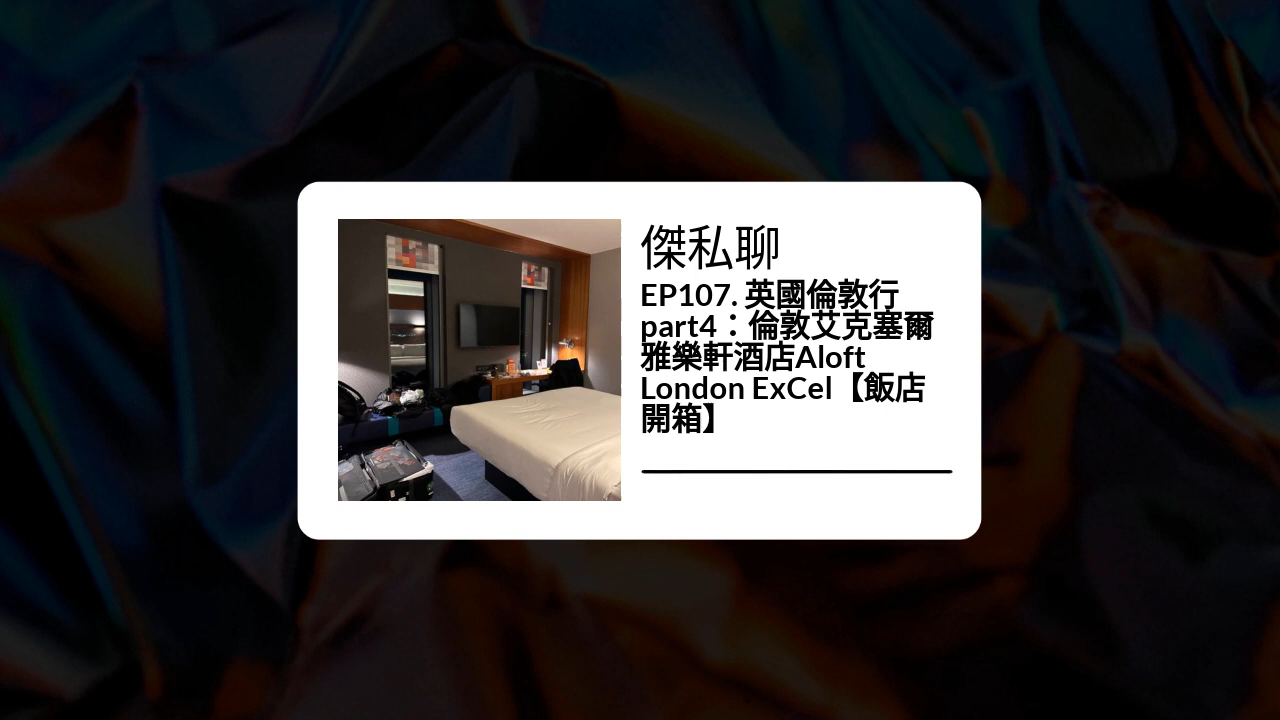 傑私聊
EP107. 英國倫敦行
part4：倫敦艾克塞爾
雅樂軒酒店Aloft
London ExCel【飯店
開箱】